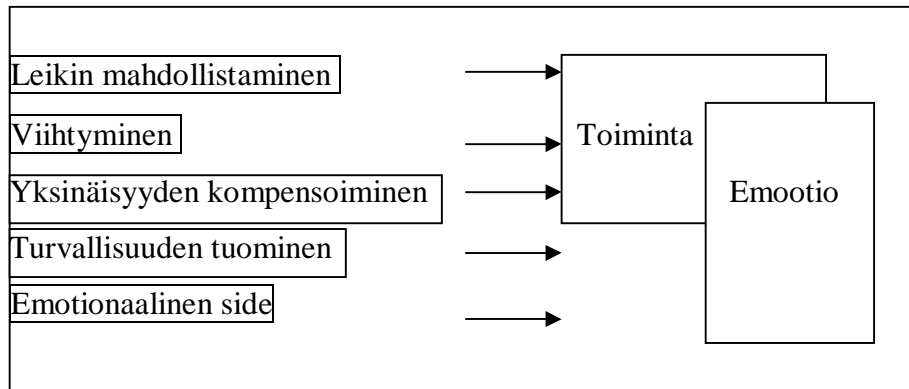 Leikin mahdollistaminen
Viihtyminen
Toiminta
Yksinäisyyden kompensoiminen
Emootio
Turvallisuuden tuominen
Emotionaalinen side